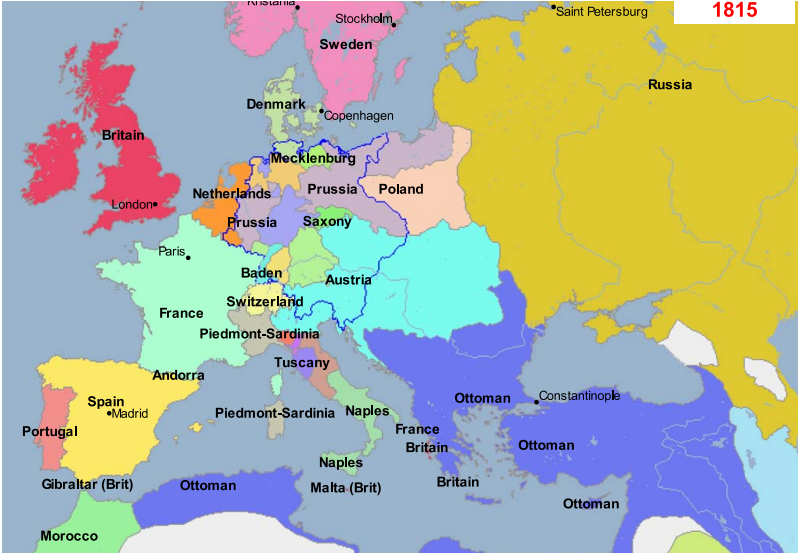 Kristania
1815
Saint Petersburg
Stockholm
Sweden
Russia
Denmark
Copenhagen
Britain
Mecklenburg
Prussia
Poland
Netherlands
London
Prussia
Saxony
Paris
Baden
Austria
Switzerland
France
Piedmont-Sardinia
Tuscany
Andorra
Spain
Madrid
Ottoman
Constantinople
Piedmont-Sardinia
Naples
Portugal
France
Britain
Ottoman
Naples
Gibraltar (Brit)
Ottoman
Malta (Brit)
Britain
Ottoman
Morocco